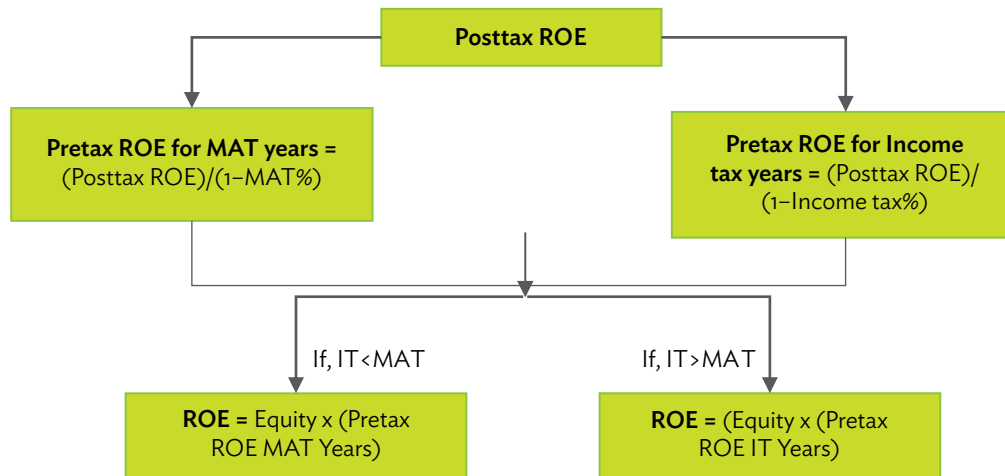 Posttax ROE
Pretax ROE for MAT years =
(Posttax ROE)/(1–MAT%)
Pretax ROE for Income
tax years = (Posttax ROE)/
(1–Income tax%)
If, IT<MAT
If, IT>MAT
ROE = Equity x (Pretax
ROE MAT Years)
ROE = (Equity x (Pretax
ROE IT Years)